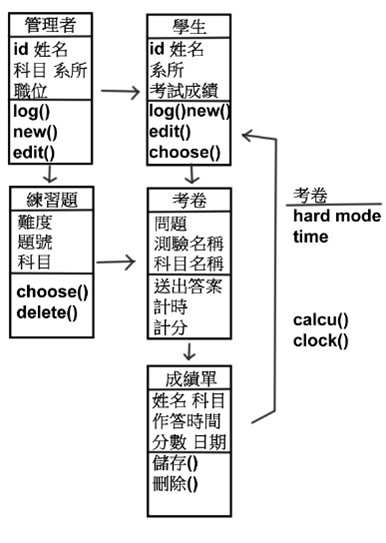 管理者
id 姓名
科目 系所
職位
log()
new()
edit()
學生
id 姓名
系所
考試成績
log()new()
edit()
choose()
練習題
難度
題號
科目
choose()
delete()
考卷
問題
測驗名稱
科目名稱
送出答案
計時
計分
考卷
hard mode
time
calcu()
clock()
成績單
姓名 科目
作答時間
分數 日期
儲存()
刪除()